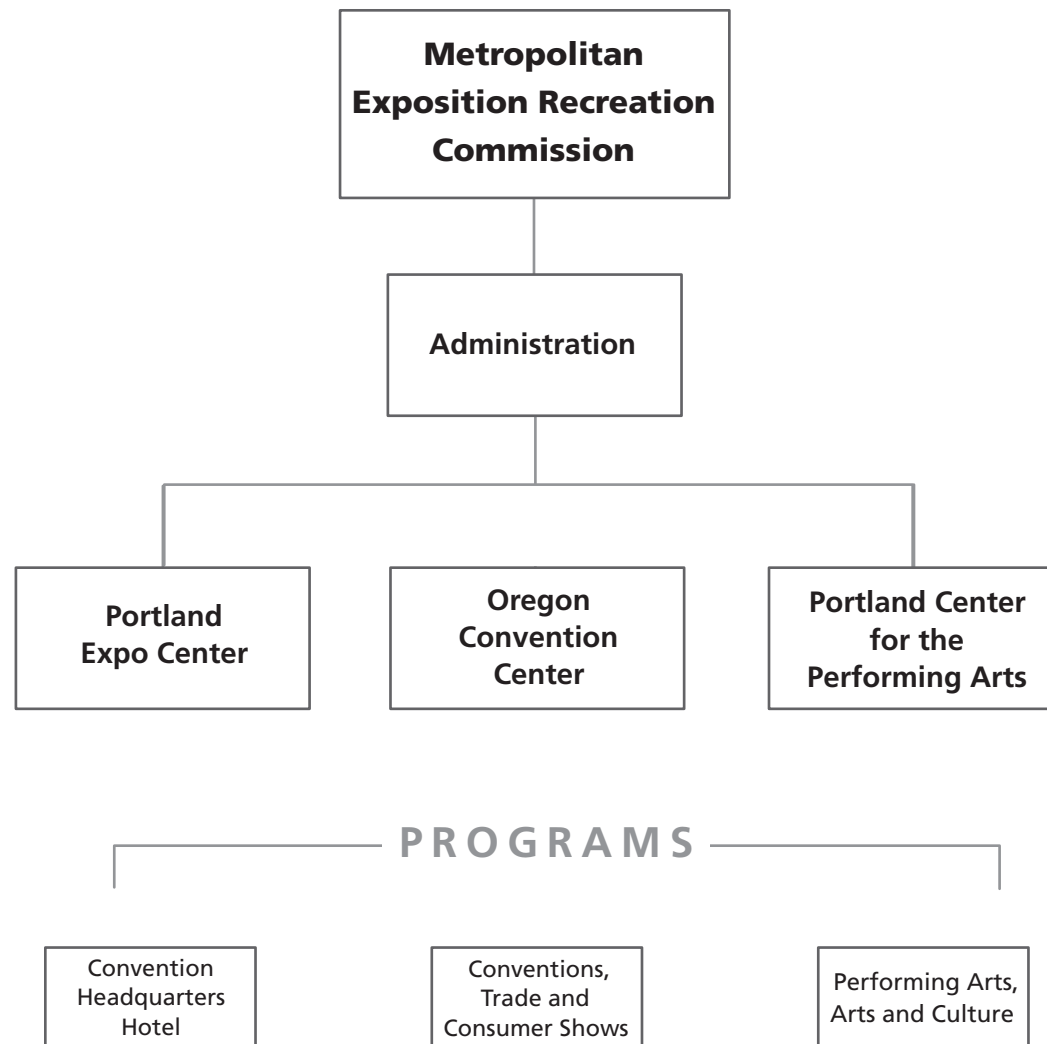 Metropolitan
Exposition Recreation
Commission
Administration
Portland
Expo Center
Oregon
Convention
Center
Portland Center
for the
Performing Arts
PROGRAMS
Convention
Headquarters
Hotel
Conventions,
Trade and
Consumer Shows
Performing Arts,
Arts and Culture